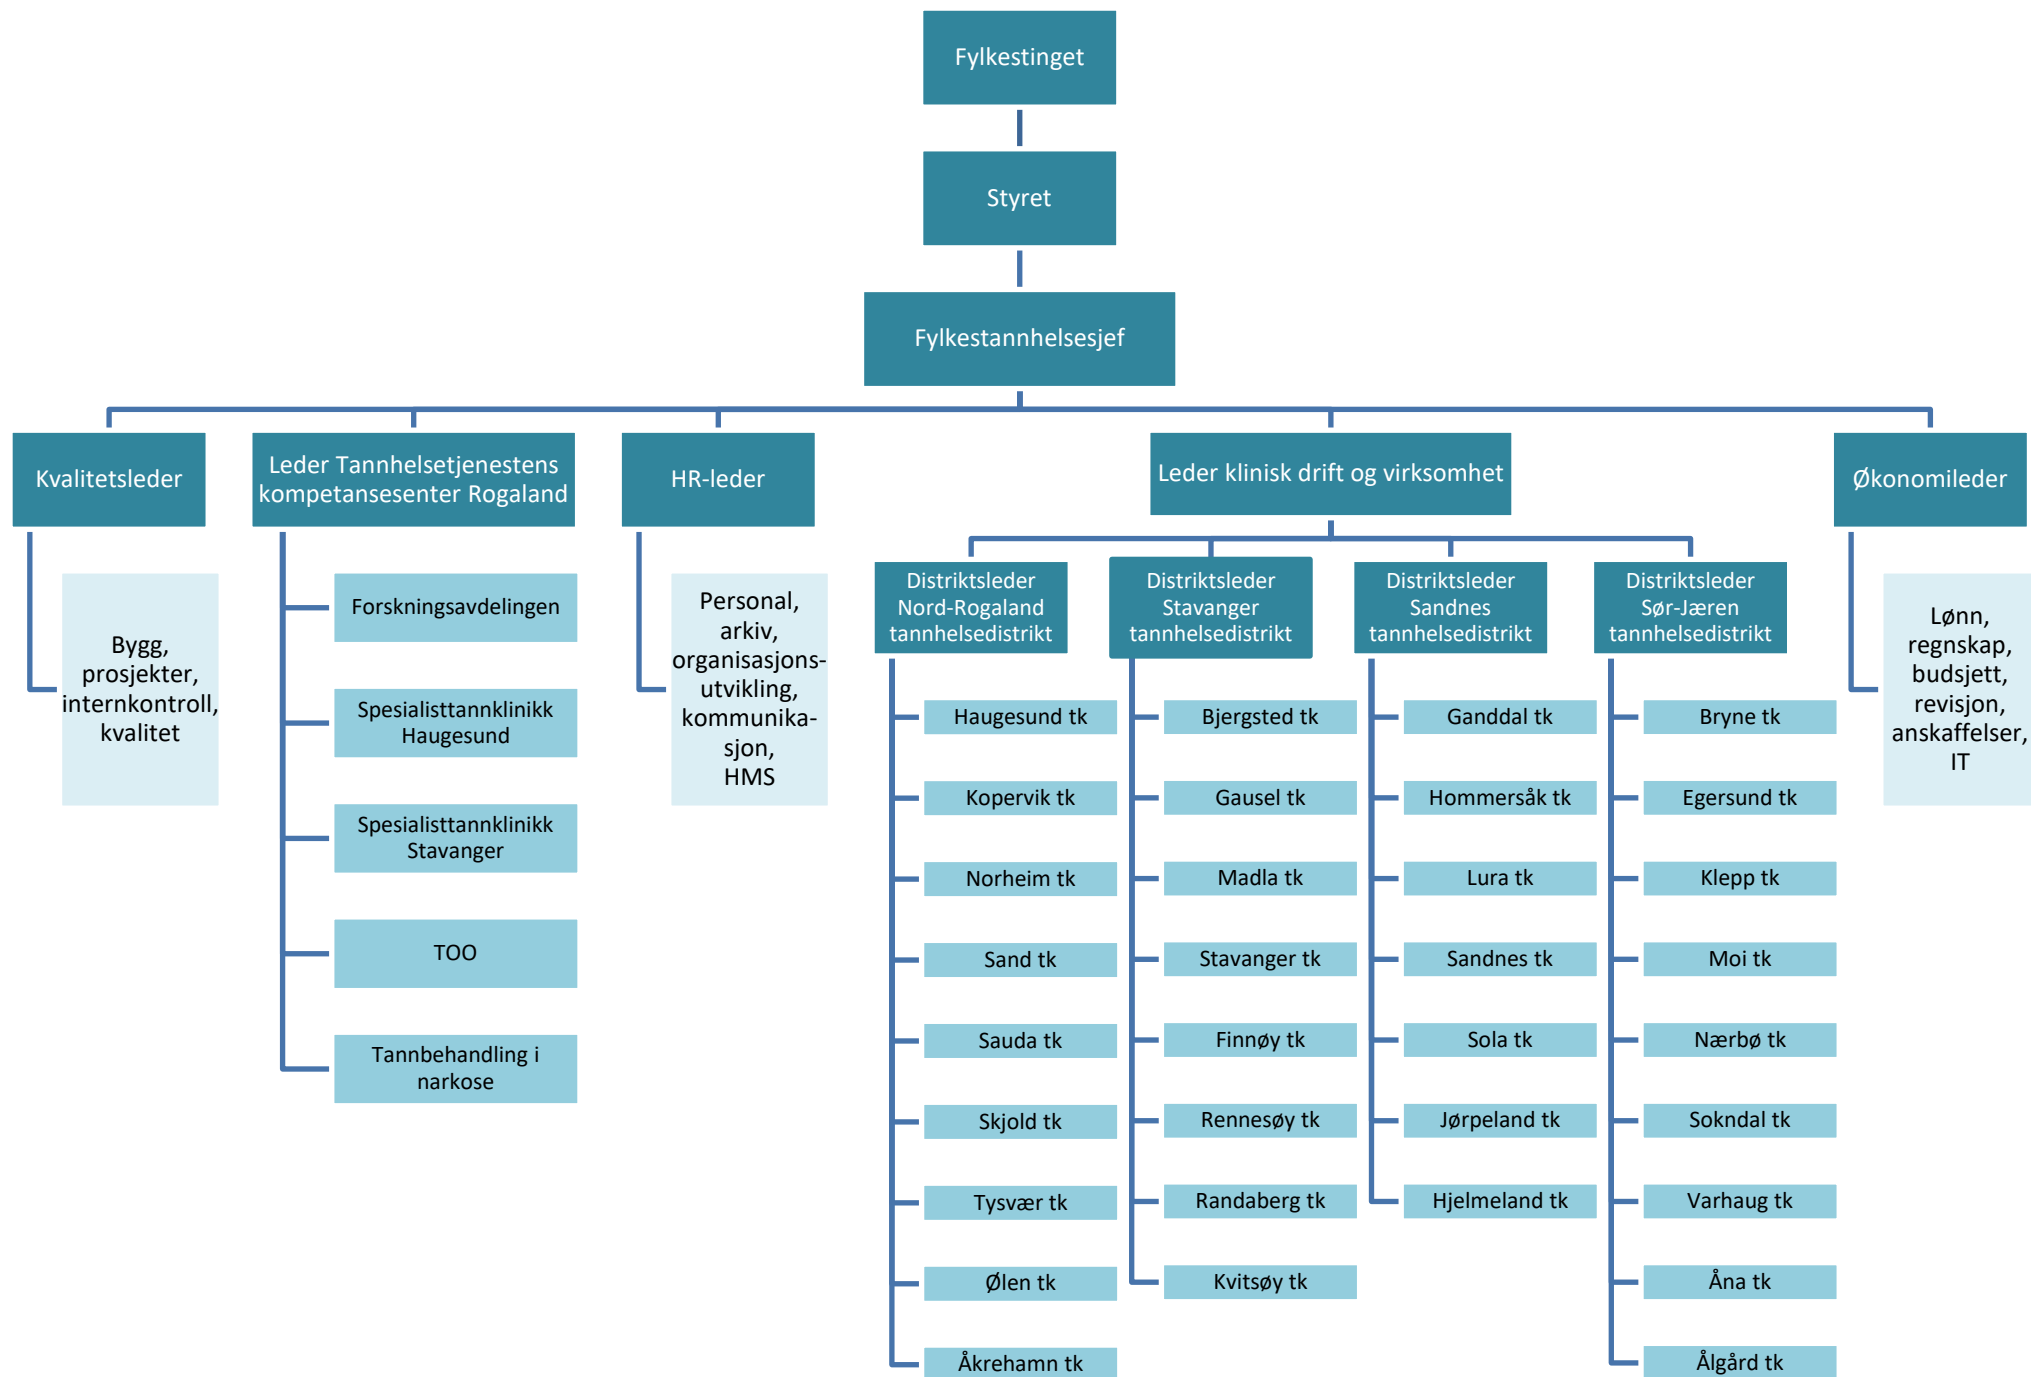 Fylkestinget
Styret
Fylkestannhelsesjef
Kvalitetsleder
Bygg,
prosjekter,
internkontroll,
kvalitet
Leder Tannhelsetjenestens
kompetansesenter Rogaland
Forskningsavdelingen
Spesialisttannklinikk
Haugesund
Spesialisttannklinikk
Stavanger
TOO
Tannbehandling i
narkose
HR-leder
Personal,
arkiv,
organisasjons-
utvikling,
kommunika-
sjon,
HMS
Leder klinisk drift og virksomhet
Distriktsleder
Nord-Rogaland
tannhelsedistrikt
Haugesund tk
Kopervik tk
Norheim tk
Sand tk
Sauda tk
Skjold tk
Tysvær tk
Ølen tk
Åkrehamn tk
Distriktsleder
Stavanger
tannhelsedistrikt
Bjergsted tk
Gausel tk
Madla tk
Stavanger tk
Finnøy tk
Rennesøy tk
Randaberg tk
Kvitsøy tk
Distriktsleder
Sandnes
tannhelsedistrikt
Ganddal tk
Hommersåk tk
Lura tk
Sandnes tk
Sola tk
Jørpeland tk
Hjelmeland tk
Distriktsleder
Sør-Jæren
tannhelsedistrikt
Bryne tk
Egersund tk
Klepp tk
Moi tk
Nærbø tk
Sokndal tk
Varhaug tk
Åna tk
Ålgård tk
Økonomileder
Lønn,
regnskap,
budsjett,
revisjon,
anskaffelser,
IT